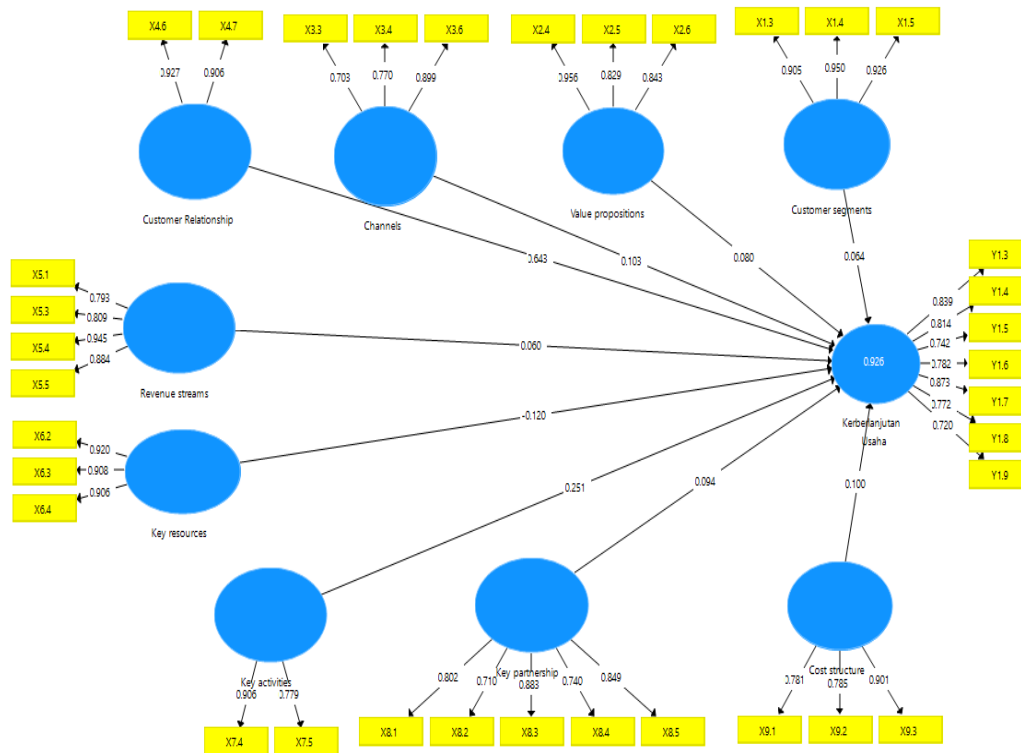 X4.6 X4.7 X3.3 X3.4 X3.6 X2.4 X2.5 X2.6 X1.3 X1.4 X1.5
0.927 0.906 0.703 0.770 0.899 0.956 0.829 0.843 0.905 0.950 0.926
Customer Relationship
Channels
Value propositions
Customer segments
0.643 0.103 0.080 0.064
X5.1
X5.3
X5.4
X5.5
0.793
0.809
0.945
0.884
Revenue streams
0.060
Y1.3
Y1.4
Y1.5
Y1.6
Y1.7
Y1.8
Y1.9
0.839
0.814
0.742
0.782
0.873
0.772
0.720
0.926
Kerberlanjutan
Usaha
X6.2
X6.3
X6.4
0.920
0.908
0.906
Key resources
-0.120
0.251
0.094
0.100
Key activities
0.906 0.779
X7.4 X7.5
Key partnership
0.802 0.710 0.883 0.740 0.849
X8.1 X8.2 X8.3 X8.4 X8.5
Cost structure
0.781 0.785 0.901
X9.1 X9.2 X9.3